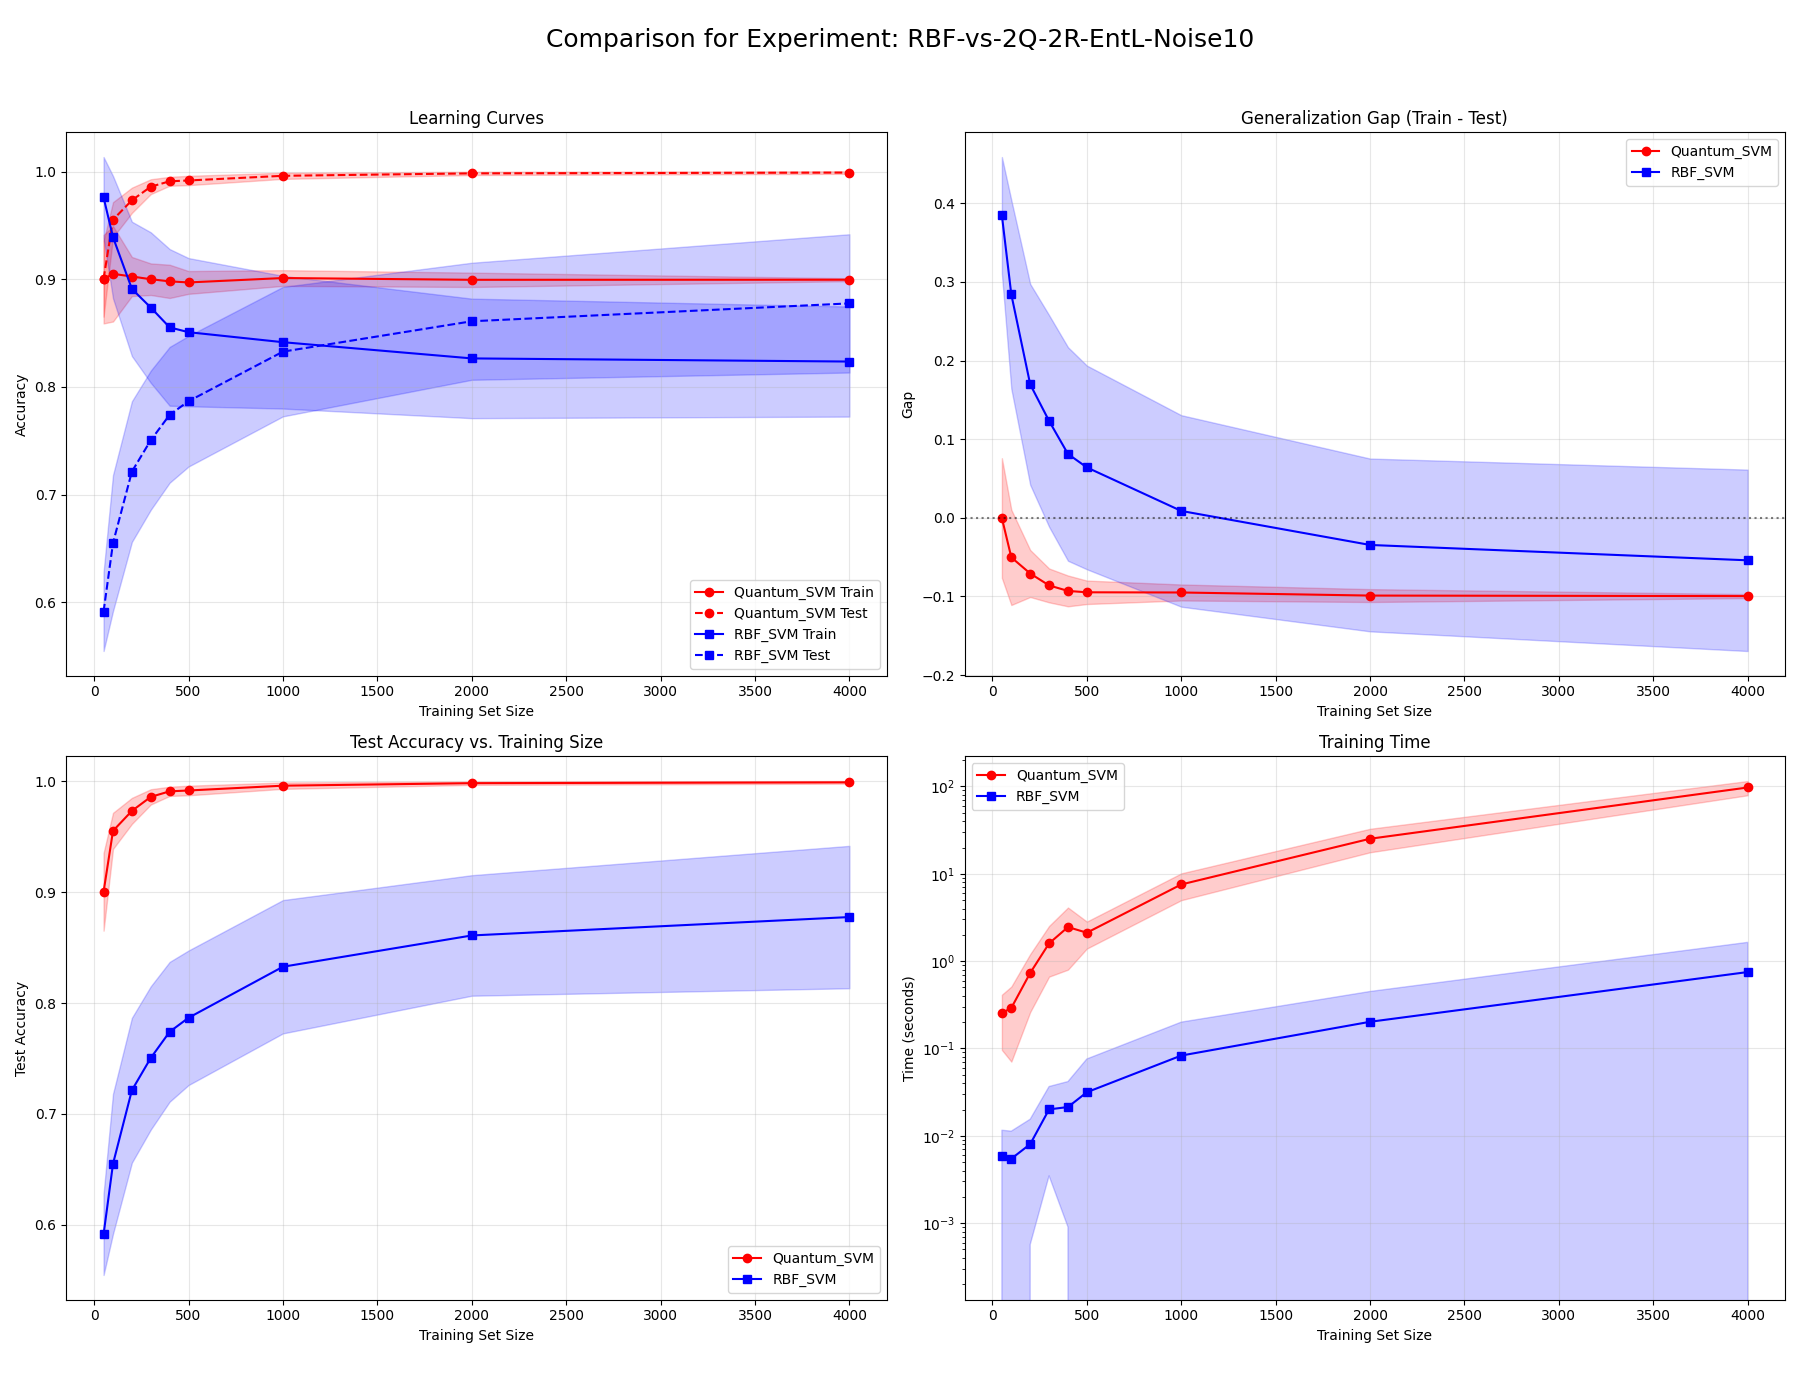 Comparison for Experiment: RBF-vs-2Q-2R-EntL-Noise10
Learning Curves
1.0
0.9
0.8
0.7
0.6
Accuracy
Quantum_SVM Train
Quantum_SVM Test
RBF_SVM Train
RBF_SVM Test
0 500 1000 1500 2000 2500 3000 3500 4000
Training Set Size
Generalization Gap (Train - Test)
Quantum_SVM
RBF_SVM
0.4
0.3
0.2
0.1
0.0
−0.1
−0.2
Gap
0 500 1000 1500 2000 2500 3000 3500 4000
Training Set Size
Test Accuracy vs. Training Size
1.0
0.9
0.8
0.7
0.6
Test Accuracy
Quantum_SVM
RBF_SVM
0 500 1000 1500 2000 2500 3000 3500 4000
Training Set Size
Training Time
Quantum_SVM
RBF_SVM
10²
10¹
10⁰
10⁻¹
10⁻²
10⁻³
Time (seconds)
0 500 1000 1500 2000 2500 3000 3500 4000
Training Set Size